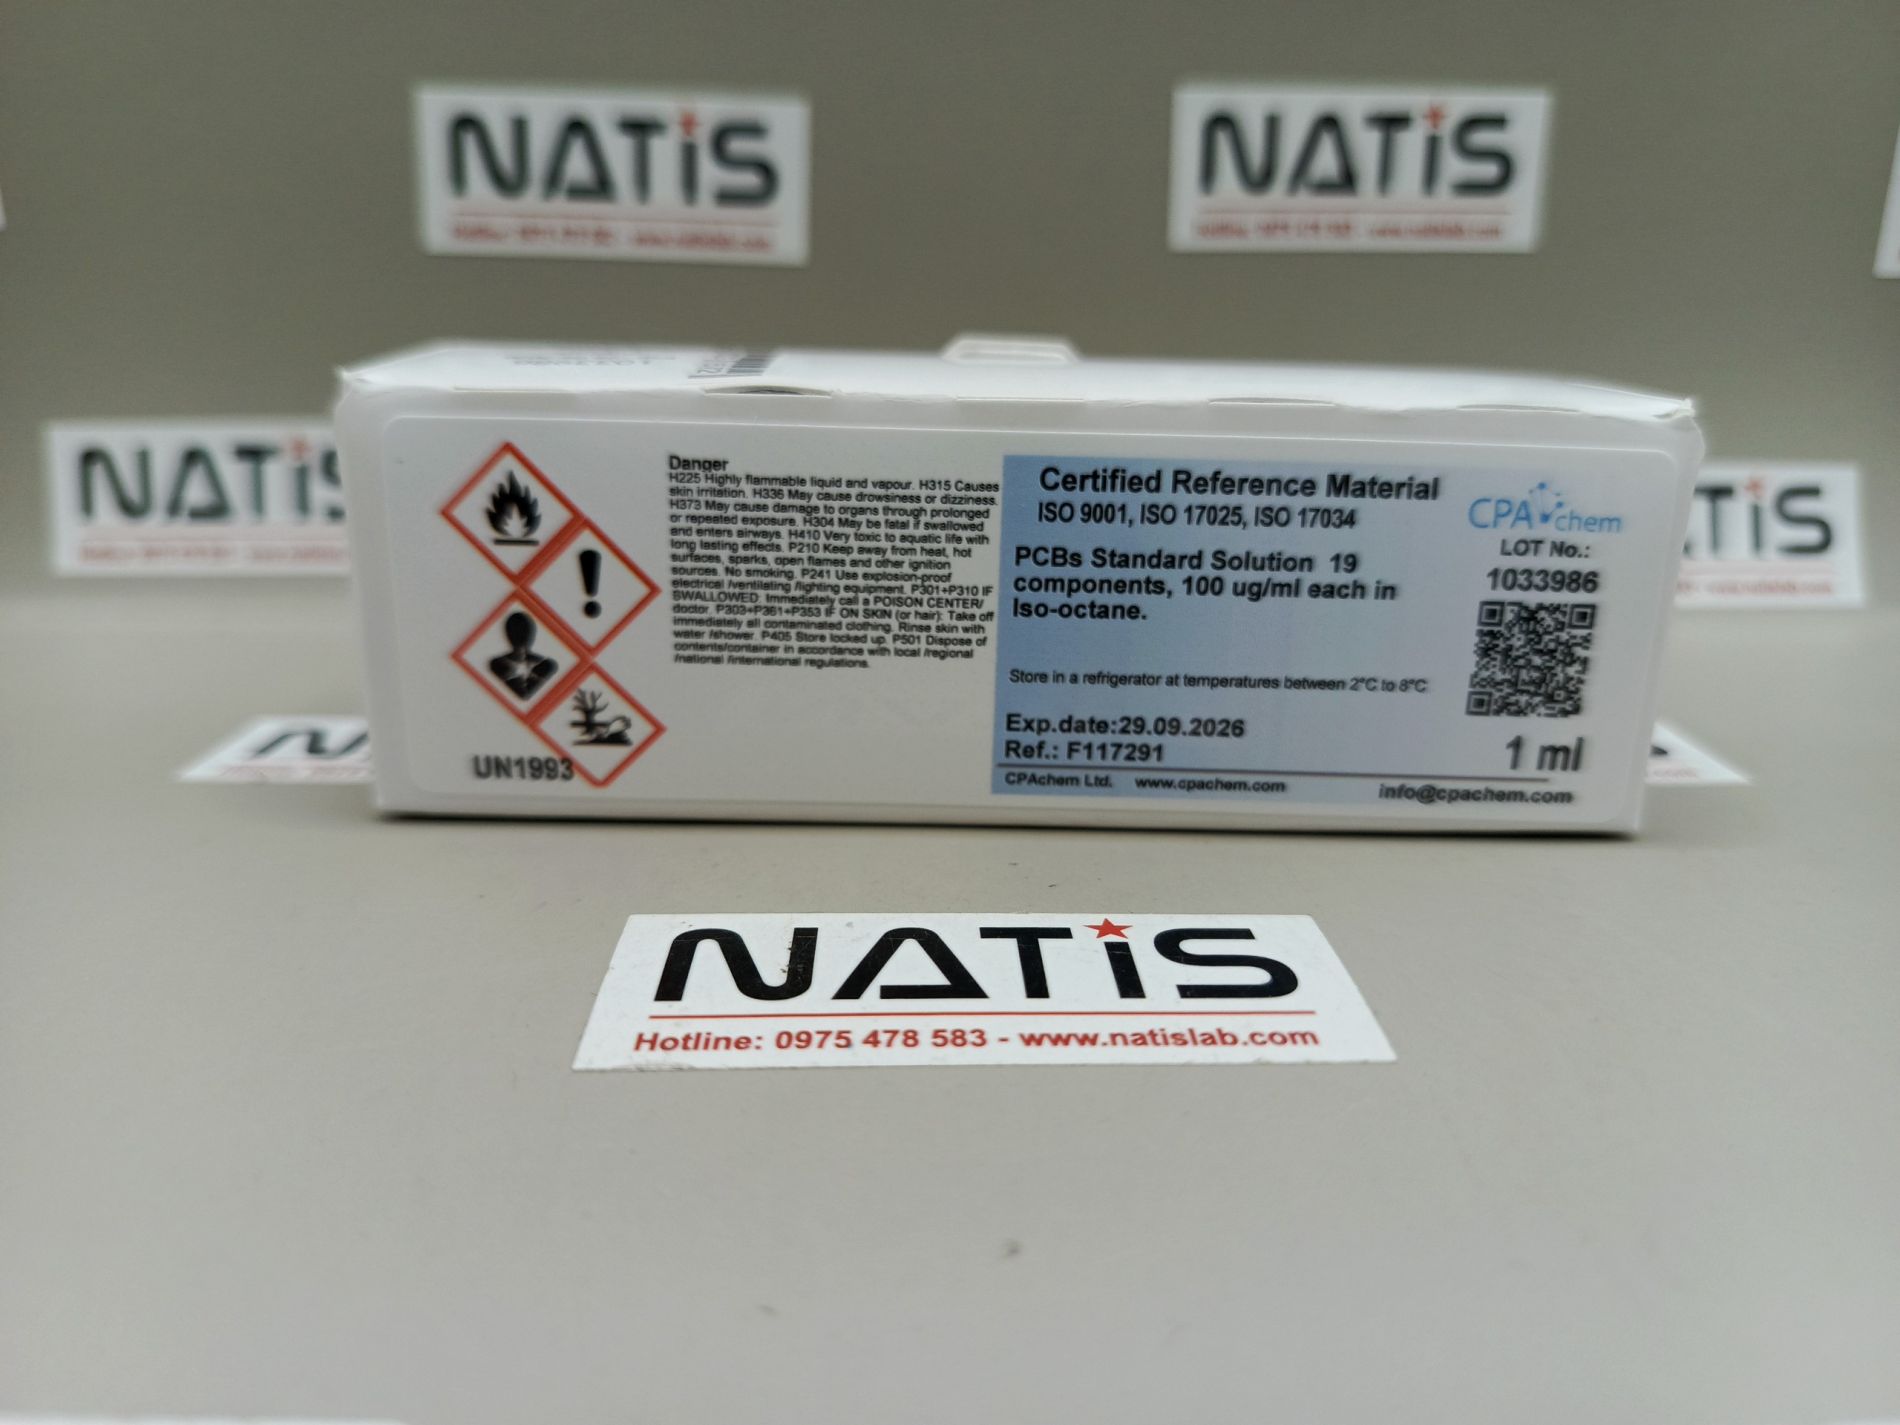 NATiS
NATiS
NATiS
Danger
H225 Highly flammable liquid and vapour. H315 Causes
skin irritation. H336 May cause drowsiness or dizziness.
H373 May cause damage to organs through prolonged
or repeated exposure. H304 May be fatal if swallowed
and enters airways. H410 Very toxic to aquatic life with
long lasting effects. P210 Keep away from heat, hot
surfaces, sparks, open flames and other ignition
sources. No smoking. P241 Use explosion-proof
electrical /ventilating /lighting equipment. P301+P310 IF
SWALLOWED: Immediately call a POISON CENTER/
doctor. P303+P361+P353 IF ON SKIN (or hair): Take off
immediately all contaminated clothing. Rinse skin with
water /shower. P405 Store locked up. P501 Dispose of
contents/container in accordance with local /regional
/national /international regulations.
UN1993
Certified Reference Material
ISO 9001, ISO 17025, ISO 17034
PCBs Standard Solution 19
components, 100 ug/ml each in
Iso-octane.
Store in a refrigerator at temperatures between 2°C to 8°C
Exp.date:29.09.2026
Ref.: F117291
CPAchem Ltd. www.cpachem.com
CPAchem
LOT No.:
1033986
1 ml
info@cpachem.com
NATiS
Hotline: 0975 478 583 - www.natislab.com